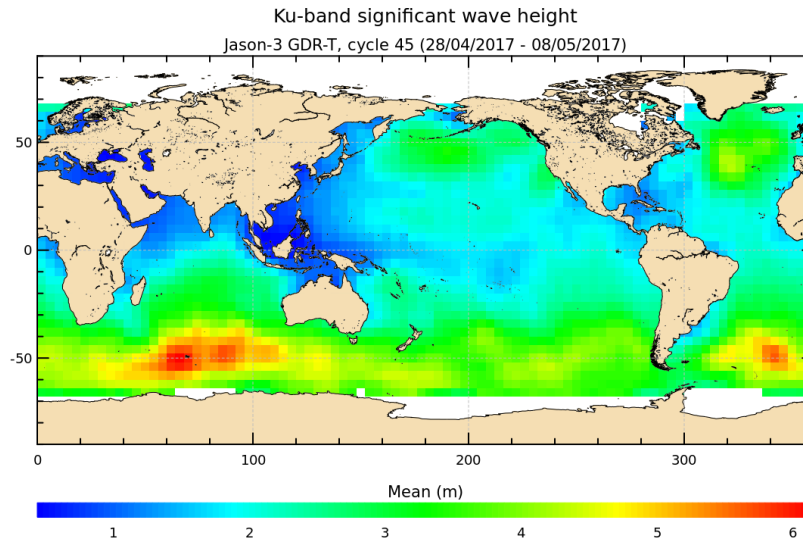 Ku-band significant wave height
Jason-3 GDR-T, cycle 45 (28/04/2017 - 08/05/2017)
50
0
-50
0 100 200 300
Mean (m)
1 2 3 4 5 6